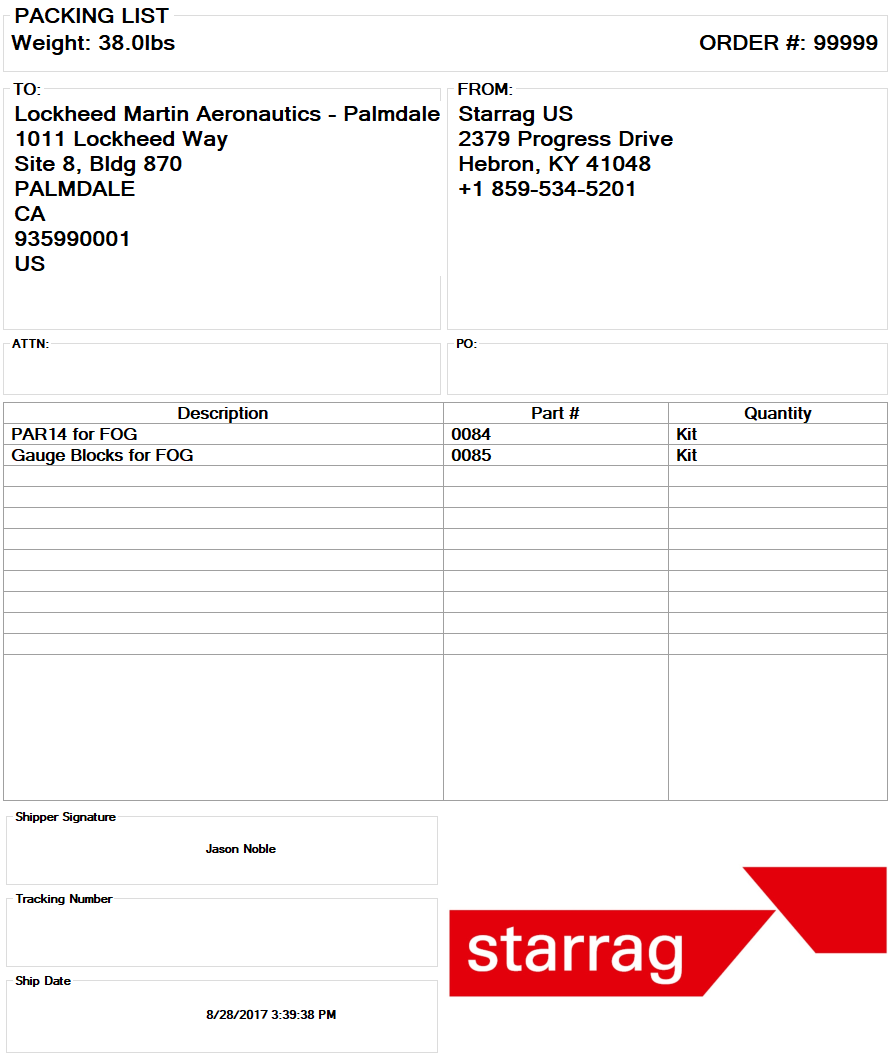 PACKING LIST
Weight: 38.0lbs
ORDER #: 99999
TO:
Lockheed Martin Aeronautics - Palmdale
1011 Lockheed Way
Site 8, Bldg 870
PALMDALE
CA
935990001
US
FROM:
Starrag US
2379 Progress Drive
Hebron, KY 41048
+1 859-534-5201
ATTN:
PO:
Description Part # Quantity
PAR14 for FOG 0084 Kit
Gauge Blocks for FOG 0085 Kit
Shipper Signature
Jason Noble
Tracking Number
Ship Date
8/28/2017 3:39:38 PM
starrag